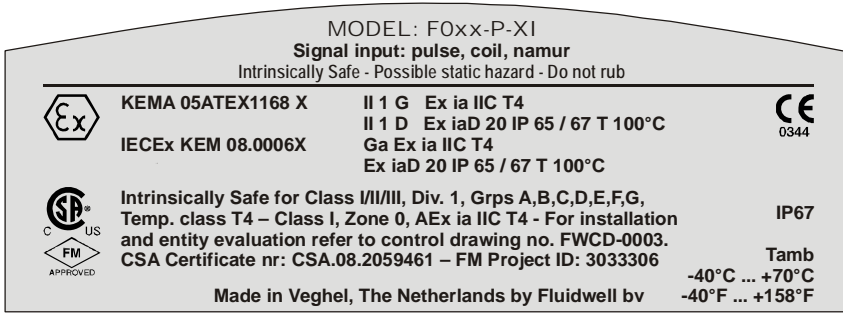 MODEL: F0xx-P-XI
Signal input: pulse, coil, namur
Intrinsically Safe - Possible static hazard - Do not rub
Ex
KEMA 05ATEX1168 X II 1 G Ex ia IIC T4
II 1 D Ex iaD 20 IP 65 / 67 T 100°C
CE
0344
IECEx KEM 08.0006X Ga Ex ia IIC T4
Ex iaD 20 IP 65 / 67 T 100°C
CSA®
C US
FM
APPROVED
Intrinsically Safe for Class I/II/III, Div. 1, Grps A,B,C,D,E,F,G,
Temp. class T4 – Class I, Zone 0, AEx ia IIC T4 - For installation
and entity evaluation refer to control drawing no. FWCD-0003.
CSA Certificate nr: CSA.08.2059461 – FM Project ID: 3033306
IP67
Tamb
-40°C ... +70°C
Made in Veghel, The Netherlands by Fluidwell bv -40°F ... +158°F